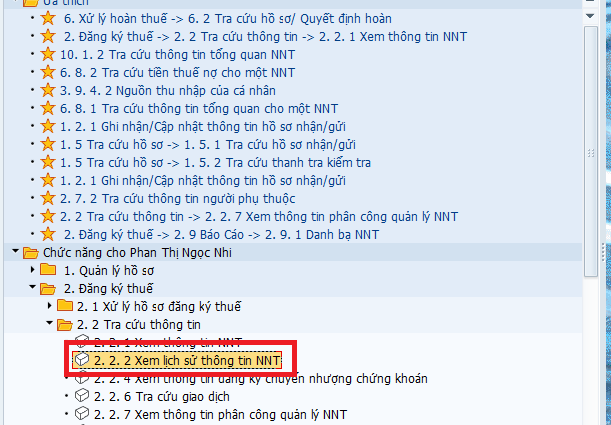 Ưa thích
6. Xử lý hoàn thuế -> 6. 2 Tra cứu hồ sơ/ Quyết định hoàn
2. Đăng ký thuế -> 2. 2 Tra cứu thông tin -> 2. 2. 1 Xem thông tin NNT
10. 1. 2 Tra cứu thông tin tổng quan NNT
6. 8. 2 Tra cứu tiền thuế nợ cho một NNT
3. 9. 4. 2 Nguồn thu nhập của cá nhân
6. 8. 1 Tra cứu thông tin tổng quan cho một NNT
1. 2. 1 Ghi nhận/Cập nhật thông tin hồ sơ nhận/gửi
1. 5 Tra cứu hồ sơ -> 1. 5. 1 Tra cứu hồ sơ nhận/gửi
1. 5 Tra cứu hồ sơ -> 1. 5. 2 Tra cứu thanh tra kiểm tra
1. 2. 1 Ghi nhận/Cập nhật thông tin hồ sơ nhận/gửi
2. 7. 2 Tra cứu thông tin người phụ thuộc
2. 2 Tra cứu thông tin -> 2. 2. 7 Xem thông tin phân công quản lý NNT
2. Đăng ký thuế -> 2. 9 Báo Cáo -> 2. 9. 1 Danh bạ NNT
Chức năng cho Phan Thị Ngọc Nhi
1. Quản lý hồ sơ
2. Đăng ký thuế
2. 1 Xử lý hồ sơ đăng ký thuế
2. 2 Tra cứu thông tin
2. 2. 1 Xem thông tin NNT
2. 2. 2 Xem lịch sử thông tin NNT
2. 2. 4 Xem thông tin đăng ký chuyển nhượng chứng khoán
2. 2. 6 Tra cứu giao dịch
2. 2. 7 Xem thông tin phân công quản lý NNT